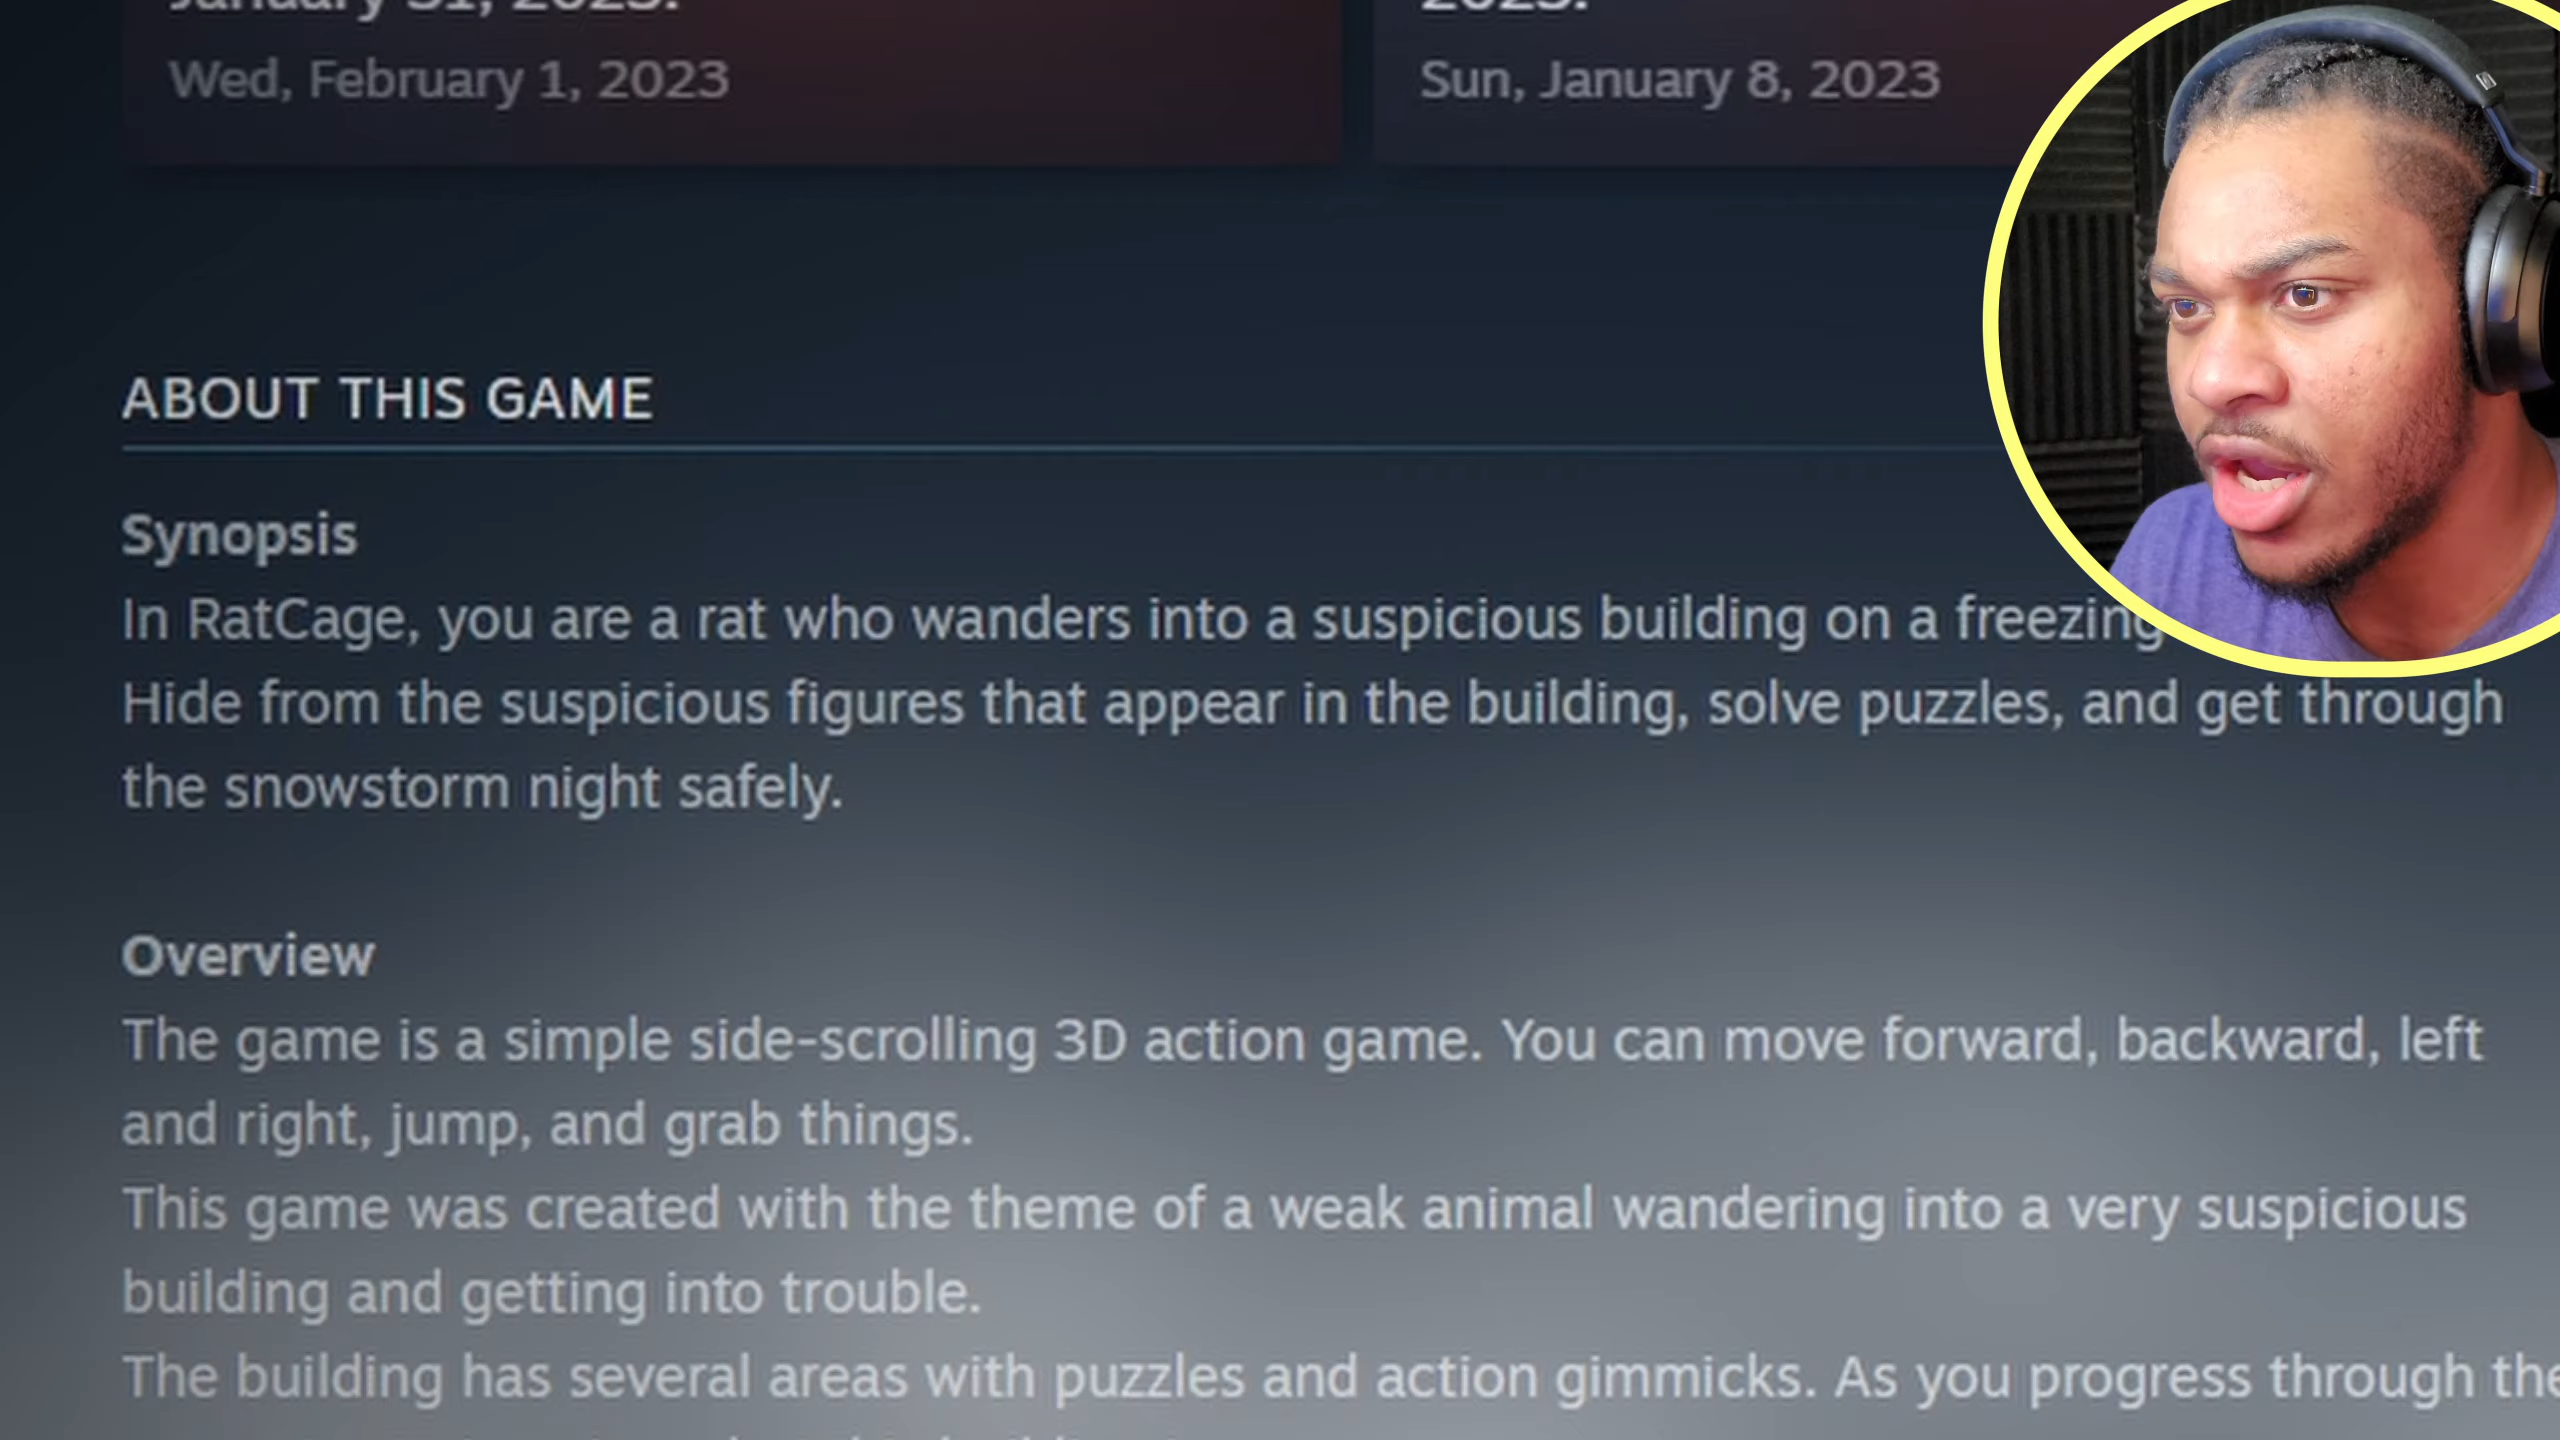 January 31, 2023.
2023.
Wed, February 1, 2023
Sun, January 8, 2023
ABOUT THIS GAME
Synopsis
In RatCage, you are a rat who wanders into a suspicious building on a freezing
Hide from the suspicious figures that appear in the building, solve puzzles, and get through
the snowstorm night safely.
Overview
The game is a simple side-scrolling 3D action game. You can move forward, backward, left
and right, jump, and grab things.
This game was created with the theme of a weak animal wandering into a very suspicious
building and getting into trouble.
The building has several areas with puzzles and action gimmicks. As you progress through the